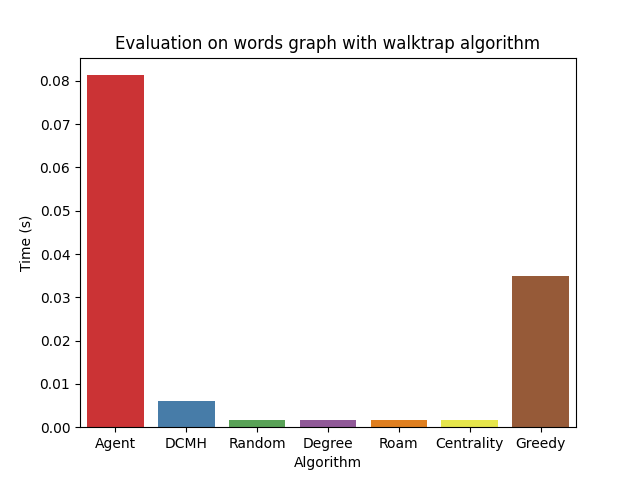 Evaluation on words graph with walktrap algorithm
0.08
0.07
0.06
0.05
0.04
0.03
0.02
0.01
0.00
Time (s)
Agent DCMH Random Degree Roam Centrality Greedy
Algorithm